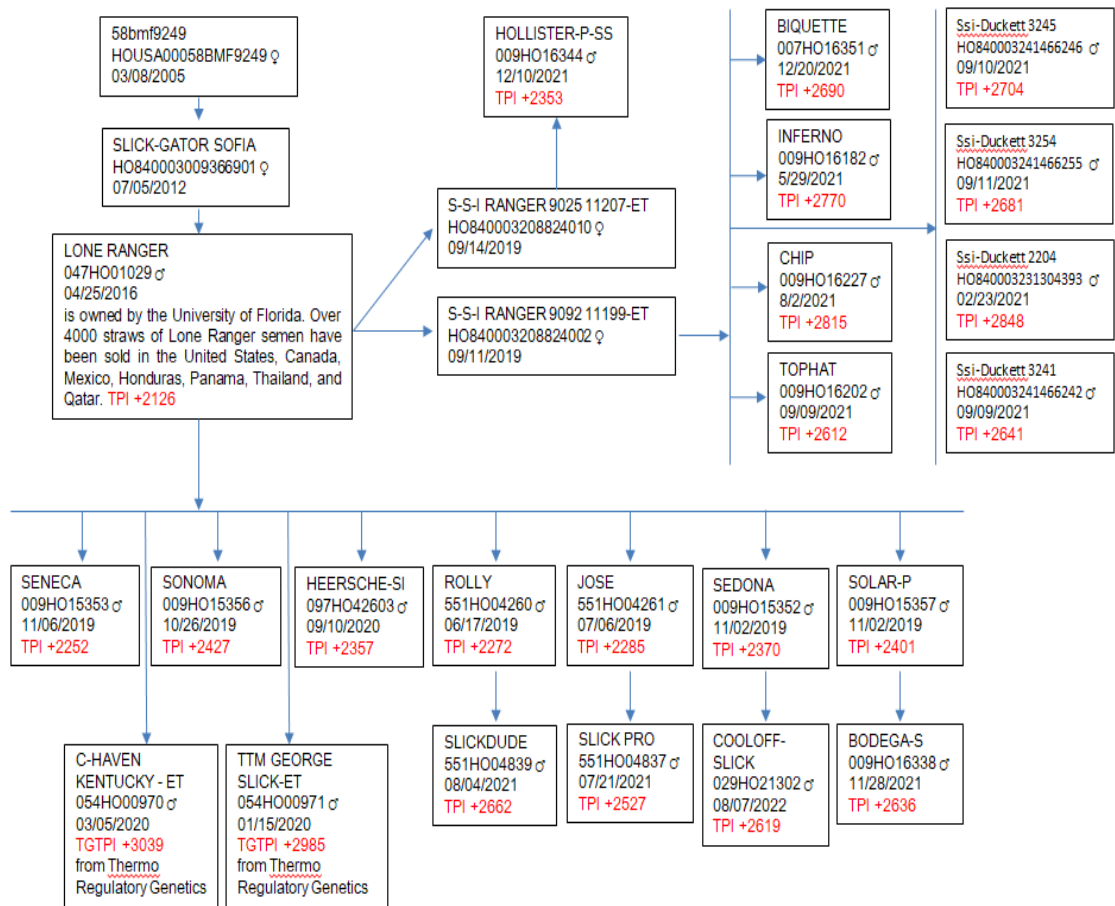 58bmf9249
HOUSA00058BMF9249 ♀
03/08/2005
SLICK-GATOR SOFIA
HO840003009366901 ♀
07/05/2012
LONE RANGER
047HO01029 ♂
04/25/2016
is owned by the University of Florida. Over
4000 straws of Lone Ranger semen have
been sold in the United States, Canada,
Mexico, Honduras, Panama, Thailand, and
Qatar. TPI +2126
HOLLISTER-P-SS
009HO16344 ♂
12/10/2021
TPI +2353
S-S-I RANGER 9025 11207-ET
HO840003208824010 ♀
09/14/2019
S-S-I RANGER 9092 11199-ET
HO840003208824002 ♀
09/11/2019
BIQUETTE
007HO16351 ♂
12/20/2021
TPI +2690
INFERNO
009HO16182 ♂
5/29/2021
TPI +2770
CHIP
009HO16227 ♂
8/2/2021
TPI +2815
TOPHAT
009HO16202 ♂
09/09/2021
TPI +2612
Ssi-Duckett 3245
HO840003241466246 ♂
09/10/2021
TPI +2704
Ssi-Duckett 3254
HO840003241466255 ♂
09/11/2021
TPI +2681
Ssi-Duckett 2204
HO840003231304393 ♂
02/23/2021
TPI +2848
Ssi-Duckett 3241
HO840003241466242 ♂
09/09/2021
TPI +2641
SENECA
009HO15353 ♂
11/06/2019
TPI +2252
SONOMA
009HO15356 ♂
10/26/2019
TPI +2427
HEERSCHE-SI
097HO42603 ♂
09/10/2020
TPI +2357
ROLLY
551HO04260 ♂
06/17/2019
TPI +2272
JOSE
551HO04261 ♂
07/06/2019
TPI +2285
SEDONA
009HO15352 ♂
11/02/2019
TPI +2370
SOLAR-P
009HO15357 ♂
11/02/2019
TPI +2401
C-HAVEN
KENTUCKY - ET
054HO00970 ♂
03/05/2020
TGTPI +3039
from Thermo
Regulatory Genetics
TTM GEORGE
SLICK-ET
054HO00971 ♂
01/15/2020
TGTPI +2985
from Thermo
Regulatory Genetics
SLICKDUDE
551HO04839 ♂
08/04/2021
TPI +2662
SLICK PRO
551HO04837 ♂
07/21/2021
TPI +2527
COOLOFF-
SLICK
029HO21302 ♂
08/07/2022
TPI +2619
BODEGA-S
009HO16338 ♂
11/28/2021
TPI +2636